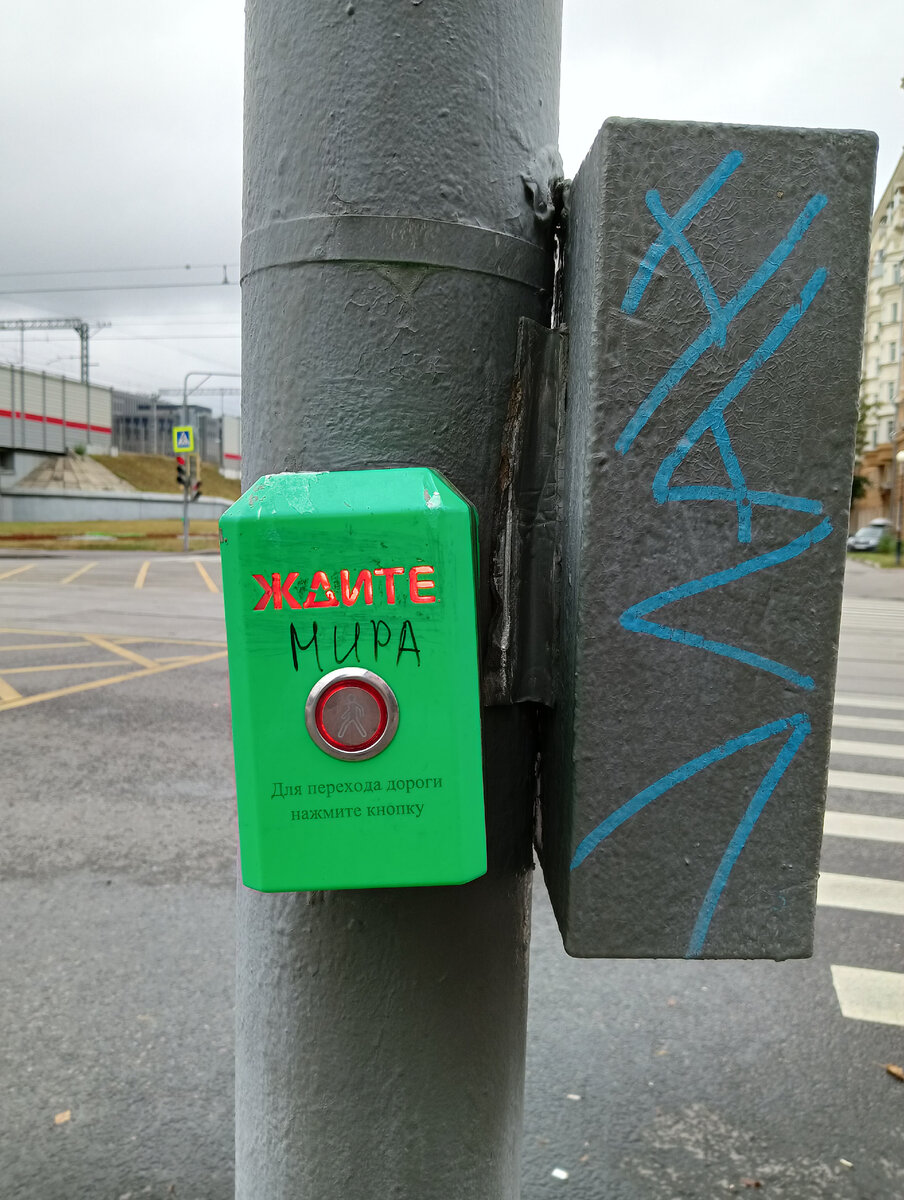 ЖДИТЕ
МИРА
Для перехода дороги
нажмите кнопку